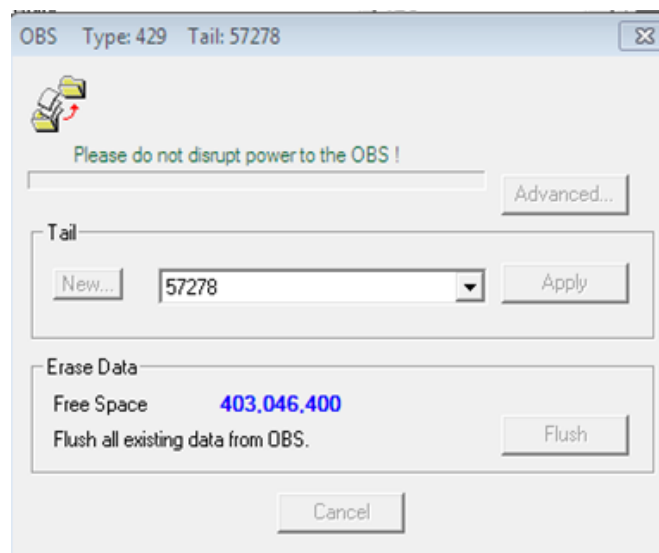 OBS Type: 429 Tail: 57278
Please do not disrupt power to the OBS !
Advanced...
Tail
New...
57278
Apply
Erase Data
Free Space 403,046,400
Flush all existing data from OBS.
Flush
Cancel